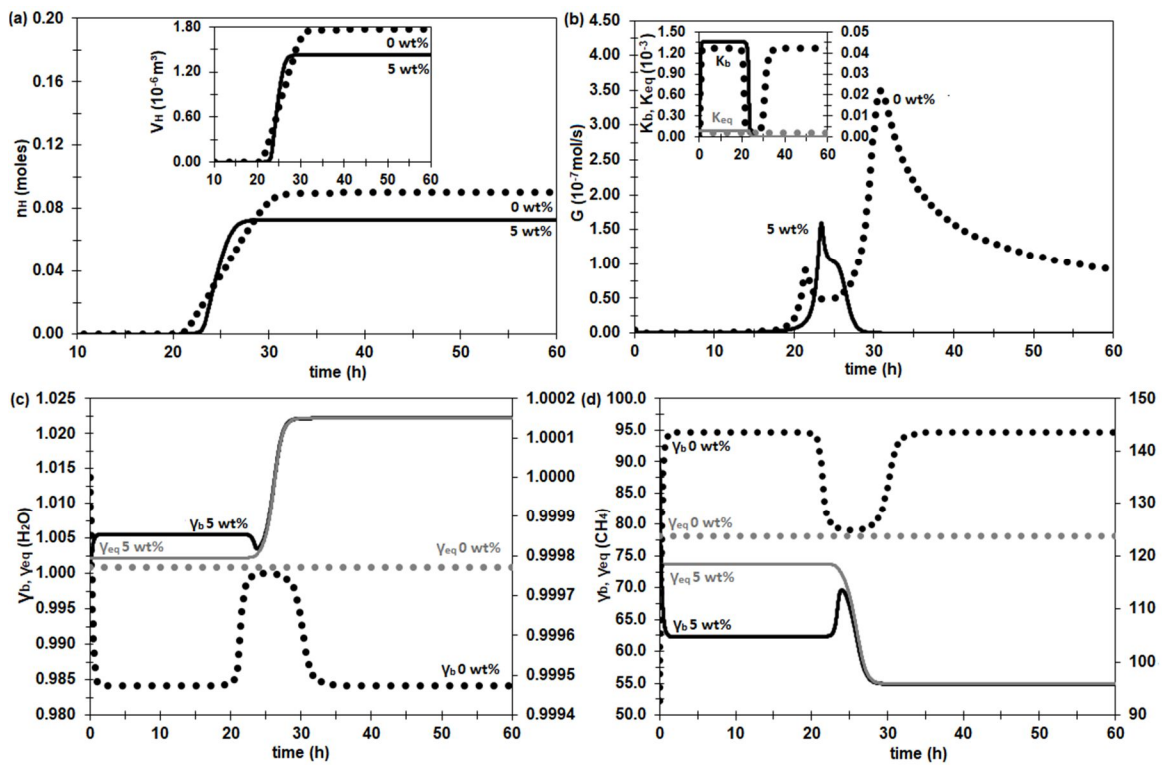 (a)
0.20
0.16
0.12
0.08
0.04
0.00
nH (moles)
10 20 30 40 50 60
time (h)
1.80
1.20
0.60
0.00
VH (10-6 m³)
10 20 30 40 50 60
0 wt%
5 wt%
0 wt%
5 wt%
(b)
4.50
4.00
3.50
3.00
2.50
2.00
1.50
1.00
0.50
0.00
G (10-7mol/s)
0 10 20 30 40 50 60
time (h)
1.50
1.20
0.90
0.60
0.30
0.00
Kb, Keq (10-3)
0.05
0.04
0.03
0.02
0.01
0.00
0 20 40 60
Kb
Keq
0 wt%
5 wt%
(c)
1.025
1.020
1.015
1.010
1.005
1.000
0.995
0.990
0.985
0.980
γb, γeq (H2O)
1.0002
1.0001
1.0000
0.9999
0.9998
0.9997
0.9996
0.9995
0.9994
0 10 20 30 40 50 60
time (h)
γb 5 wt%
γeq 5 wt%
γeq 0 wt%
γb 0 wt%
(d)
100.0
95.0
90.0
85.0
80.0
75.0
70.0
65.0
60.0
55.0
50.0
γb, γeq (CH4)
150
140
130
120
110
100
90
0 10 20 30 40 50 60
time (h)
γb 0 wt%
γeq 0 wt%
γeq 5 wt%
γb 5 wt%